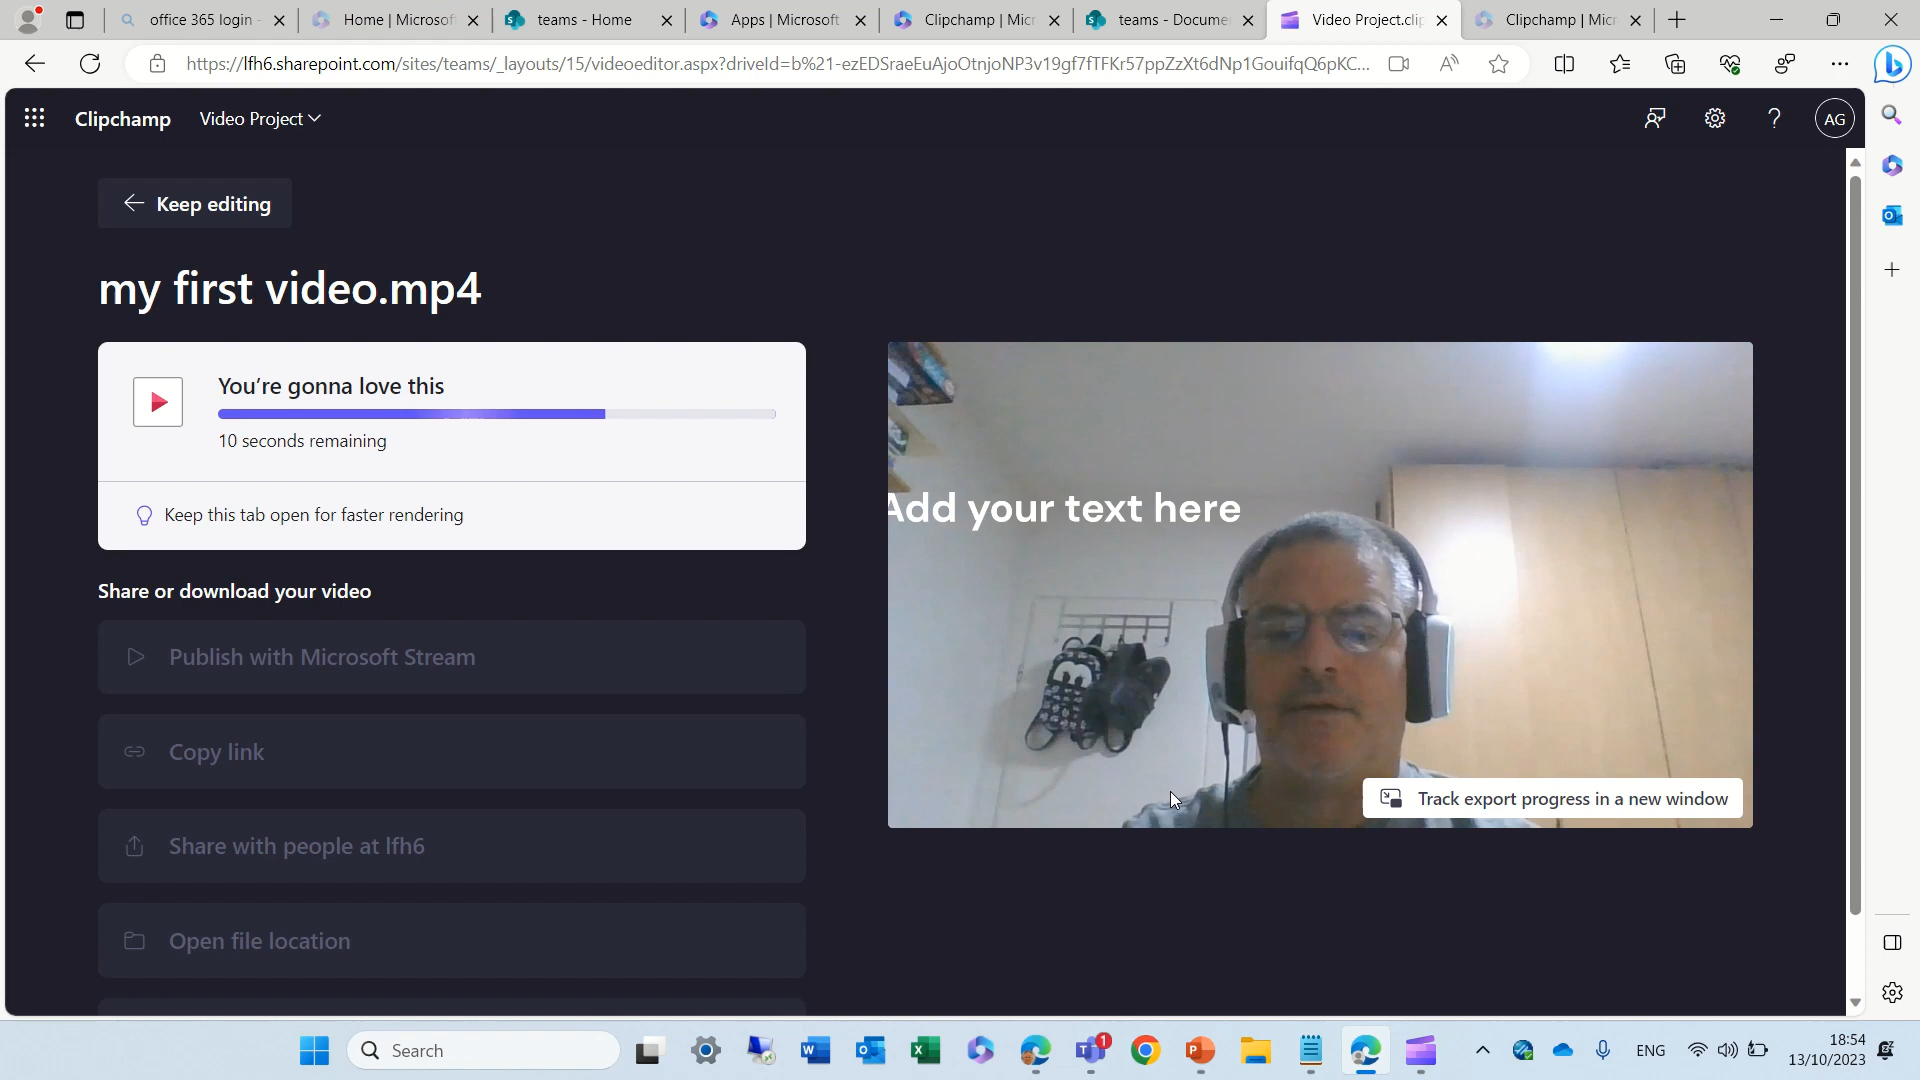 office 365 login -
Home | Microsof
teams - Home
Apps | Microsoft
Clipchamp | Micr
teams - Docume
Video Project.clip
Clipchamp | Micr
https://lfh6.sharepoint.com/sites/teams/_layouts/15/videoeditor.aspx?driveId=b%21-ezEDSraeEuAjoOtnjoNP3v19gf7fTFKr57ppZzXt6dNp1GouifqQ6pKC...
Clipchamp
Video Project
AG
Keep editing
my first video.mp4
You're gonna love this
10 seconds remaining
Keep this tab open for faster rendering
Share or download your video
Publish with Microsoft Stream
Copy link
Share with people at lfh6
Open file location
Add your text here
Track export progress in a new window
Search
1
ENG
18:54
13/10/2023